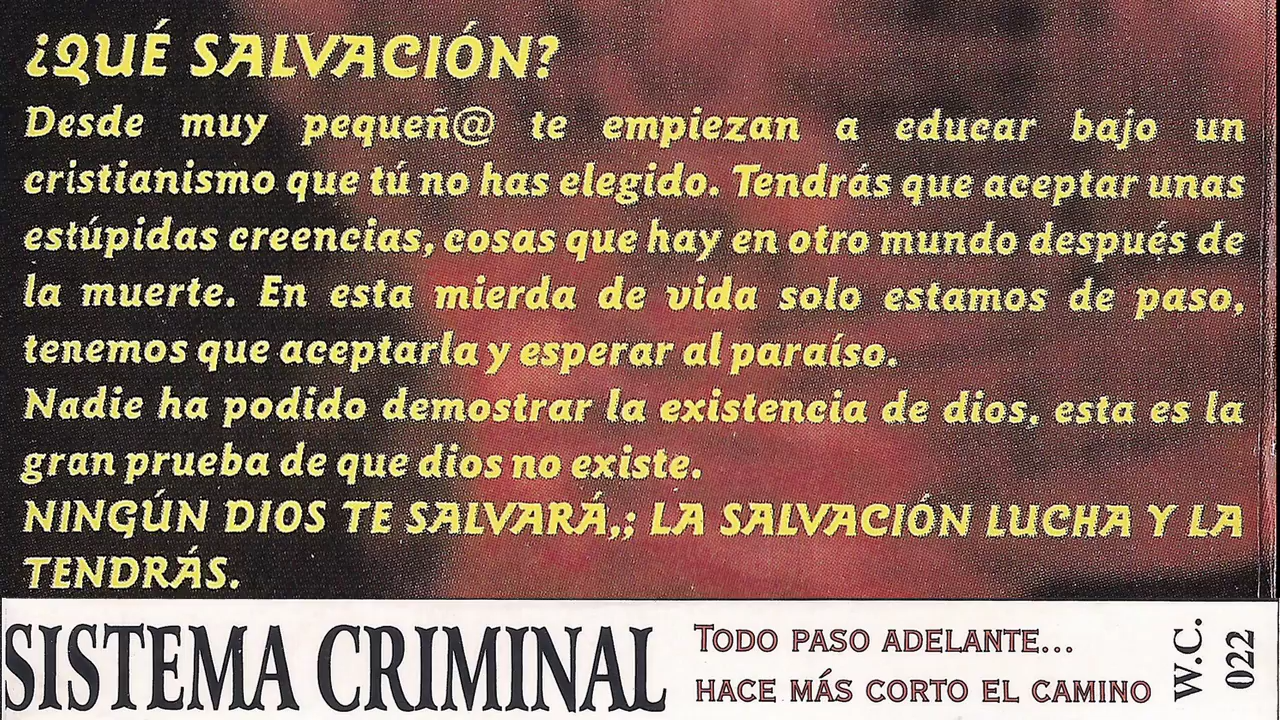 ¿QUÉ SALVACIÓN?
Desde muy pequeñ@ te empiezan a educar bajo un
cristianismo que tú no has elegido. Tendrás que aceptar unas
estúpidas creencias, cosas que hay en otro mundo después de
la muerte. En esta mierda de vida solo estamos de paso,
tenemos que aceptarla y esperar al paraíso.
Nadie ha podido demostrar la existencia de dios, esta es la
gran prueba de que dios no existe.
NINGÚN DIOS TE SALVARÁ,; LA SALVACIÓN LUCHA Y LA
TENDRÁS.
SISTEMA CRIMINAL
TODO PASO ADELANTE...
HACE MÁS CORTO EL CAMINO
W.C.
022